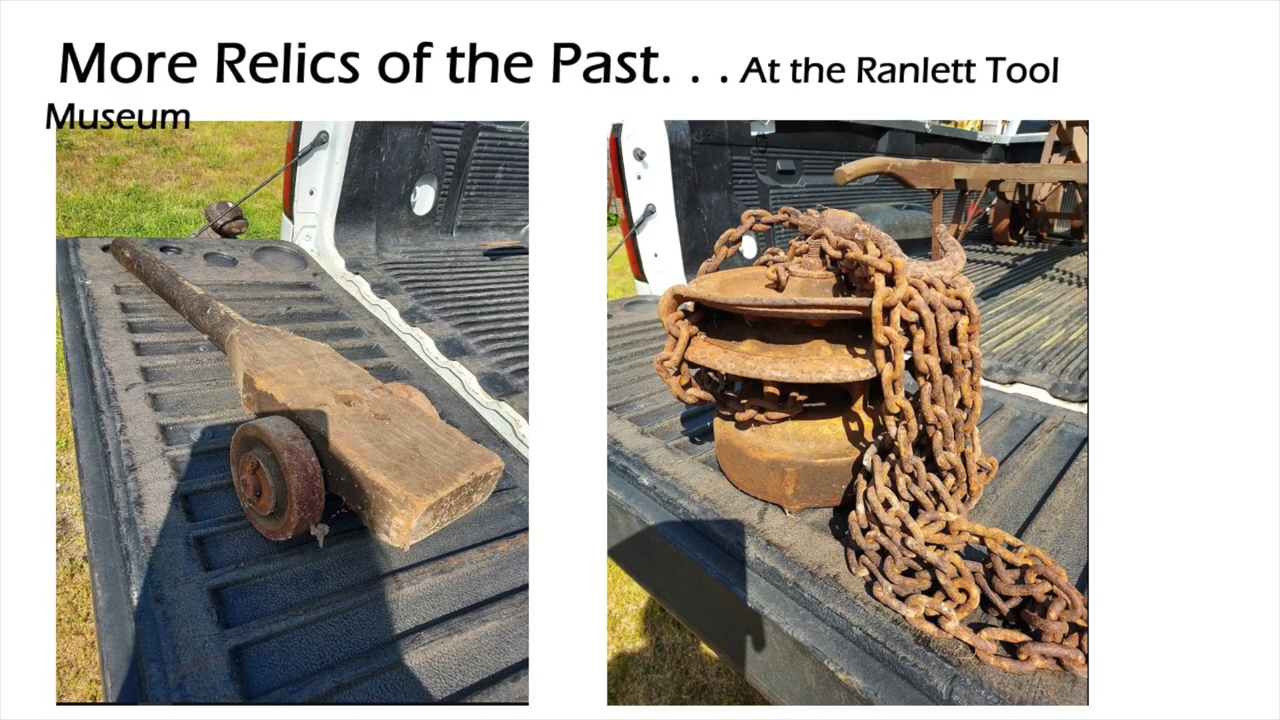 More Relics of the Past. . . At the Ranlett Tool
Museum